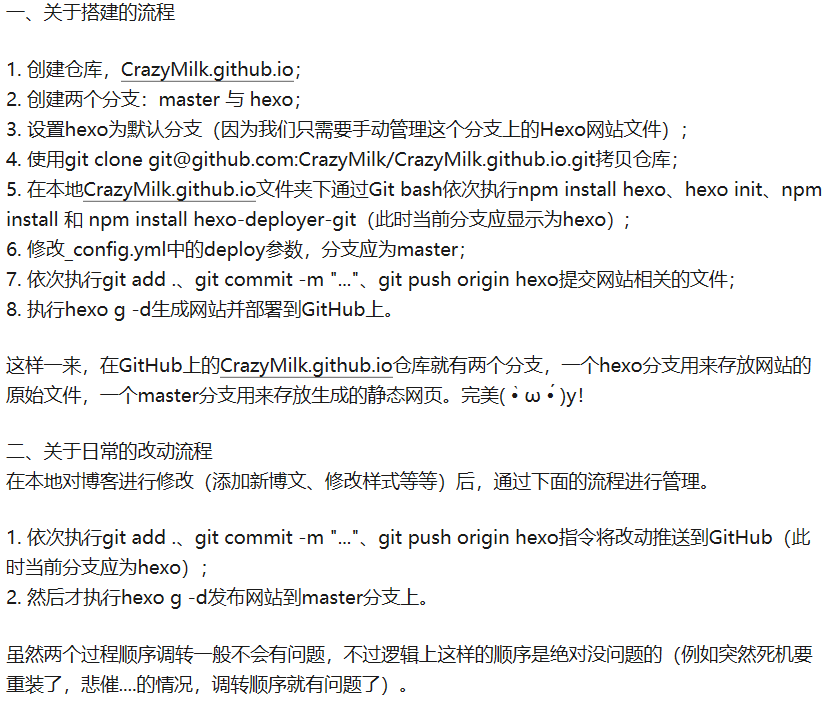 一、关于搭建的流程
1. 创建仓库，CrazyMilk.github.io；
2. 创建两个分支：master 与 hexo；
3. 设置hexo为默认分支（因为我们只需要手动管理这个分支上的Hexo网站文件）；
4. 使用git clone git@github.com:CrazyMilk/CrazyMilk.github.io.git拷贝仓库；
5. 在本地CrazyMilk.github.io文件夹下通过Git bash依次执行npm install hexo、hexo init、npm
install 和 npm install hexo-deployer-git（此时当前分支应显示为hexo）；
6. 修改_config.yml中的deploy参数，分支应为master；
7. 依次执行git add .、git commit -m "..."、git push origin hexo提交网站相关的文件；
8. 执行hexo g -d生成网站并部署到GitHub上。
这样一来，在GitHub上的CrazyMilk.github.io仓库就有两个分支，一个hexo分支用来存放网站的
原始文件，一个master分支用来存放生成的静态网页。完美( •̀ ω •́ )y！
二、关于日常的改动流程
在本地对博客进行修改（添加新博文、修改样式等等）后，通过下面的流程进行管理。
1. 依次执行git add .、git commit -m "..."、git push origin hexo指令将改动推送到GitHub（此
时当前分支应为hexo）；
2. 然后才执行hexo g -d发布网站到master分支上。
虽然两个过程顺序调转一般不会有问题，不过逻辑上这样的顺序是绝对没问题的（例如突然死机要
重装了，悲催....的情况，调转顺序就有问题了）。